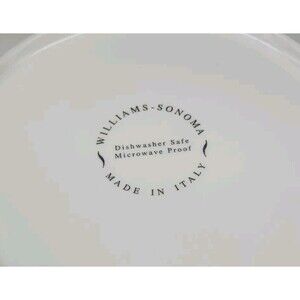 WILLIAMS-SONOMA
Dishwasher Safe
Microwave Proof
MADE IN ITALY